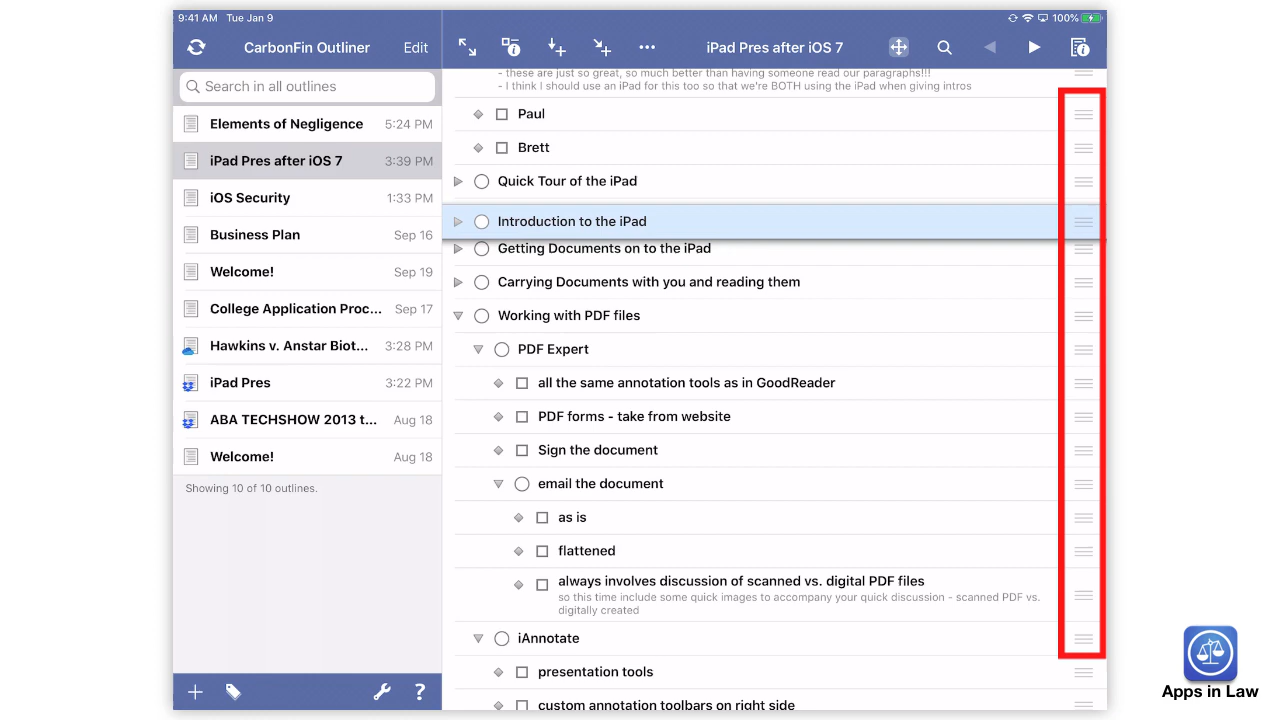 9:41 AM Tue Jan 9
100%
CarbonFin Outliner
Edit
iPad Pres after iOS 7
Search in all outlines
Elements of Negligence 5:24 PM
iPad Pres after iOS 7 3:39 PM
iOS Security 1:33 PM
Business Plan Sep 16
Welcome! Sep 19
College Application Proc... Sep 17
Hawkins v. Anstar Biot... 3:28 PM
iPad Pres 3:22 PM
ABA TECHSHOW 2013 t... Aug 18
Welcome! Aug 18
Showing 10 of 10 outlines.
?
- these are just so great, so much better than having someone read our paragraphs!!!
- I think I should use an iPad for this too so that we're BOTH using the iPad when giving intros
Paul
Brett
Quick Tour of the iPad
Introduction to the iPad
Getting Documents on to the iPad
Carrying Documents with you and reading them
Working with PDF files
PDF Expert
all the same annotation tools as in GoodReader
PDF forms - take from website
Sign the document
email the document
as is
flattened
always involves discussion of scanned vs. digital PDF files
so this time include some quick images to accompany your quick discussion - scanned PDF vs.
digitally created
iAnnotate
presentation tools
custom annotation toolbars on right side
Apps in Law